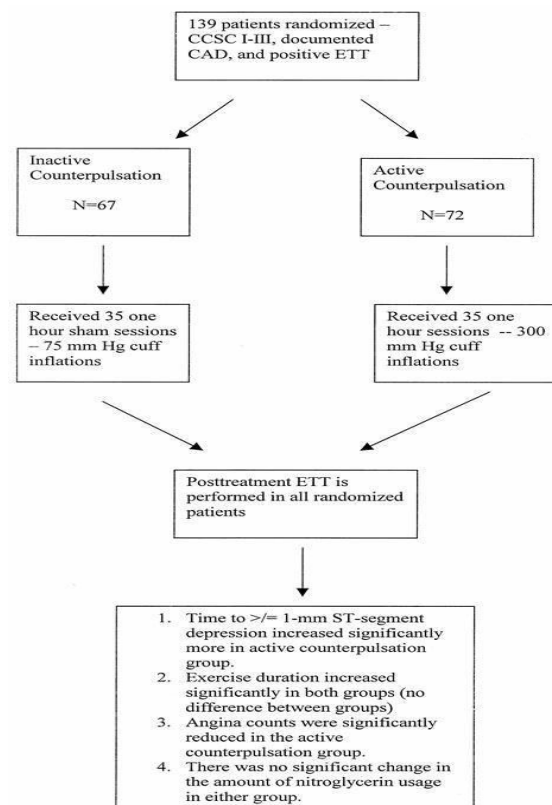 139 patients randomized –
CCSC I-III, documented
CAD, and positive ETT
Inactive
Counterpulsation
N=67
Active
Counterpulsation
N=72
Received 35 one
hour sham sessions
– 75 mm Hg cuff
inflations
Received 35 one
hour sessions -- 300
mm Hg cuff
inflations
Posttreatment ETT is
performed in all randomized
patients
1. Time to >/= 1-mm ST-segment
depression increased significantly
more in active counterpulsation
group.
2. Exercise duration increased
significantly in both groups (no
difference between groups)
3. Angina counts were significantly
reduced in the active
counterpulsation group.
4. There was no significant change in
the amount of nitroglycerin usage
in either group.